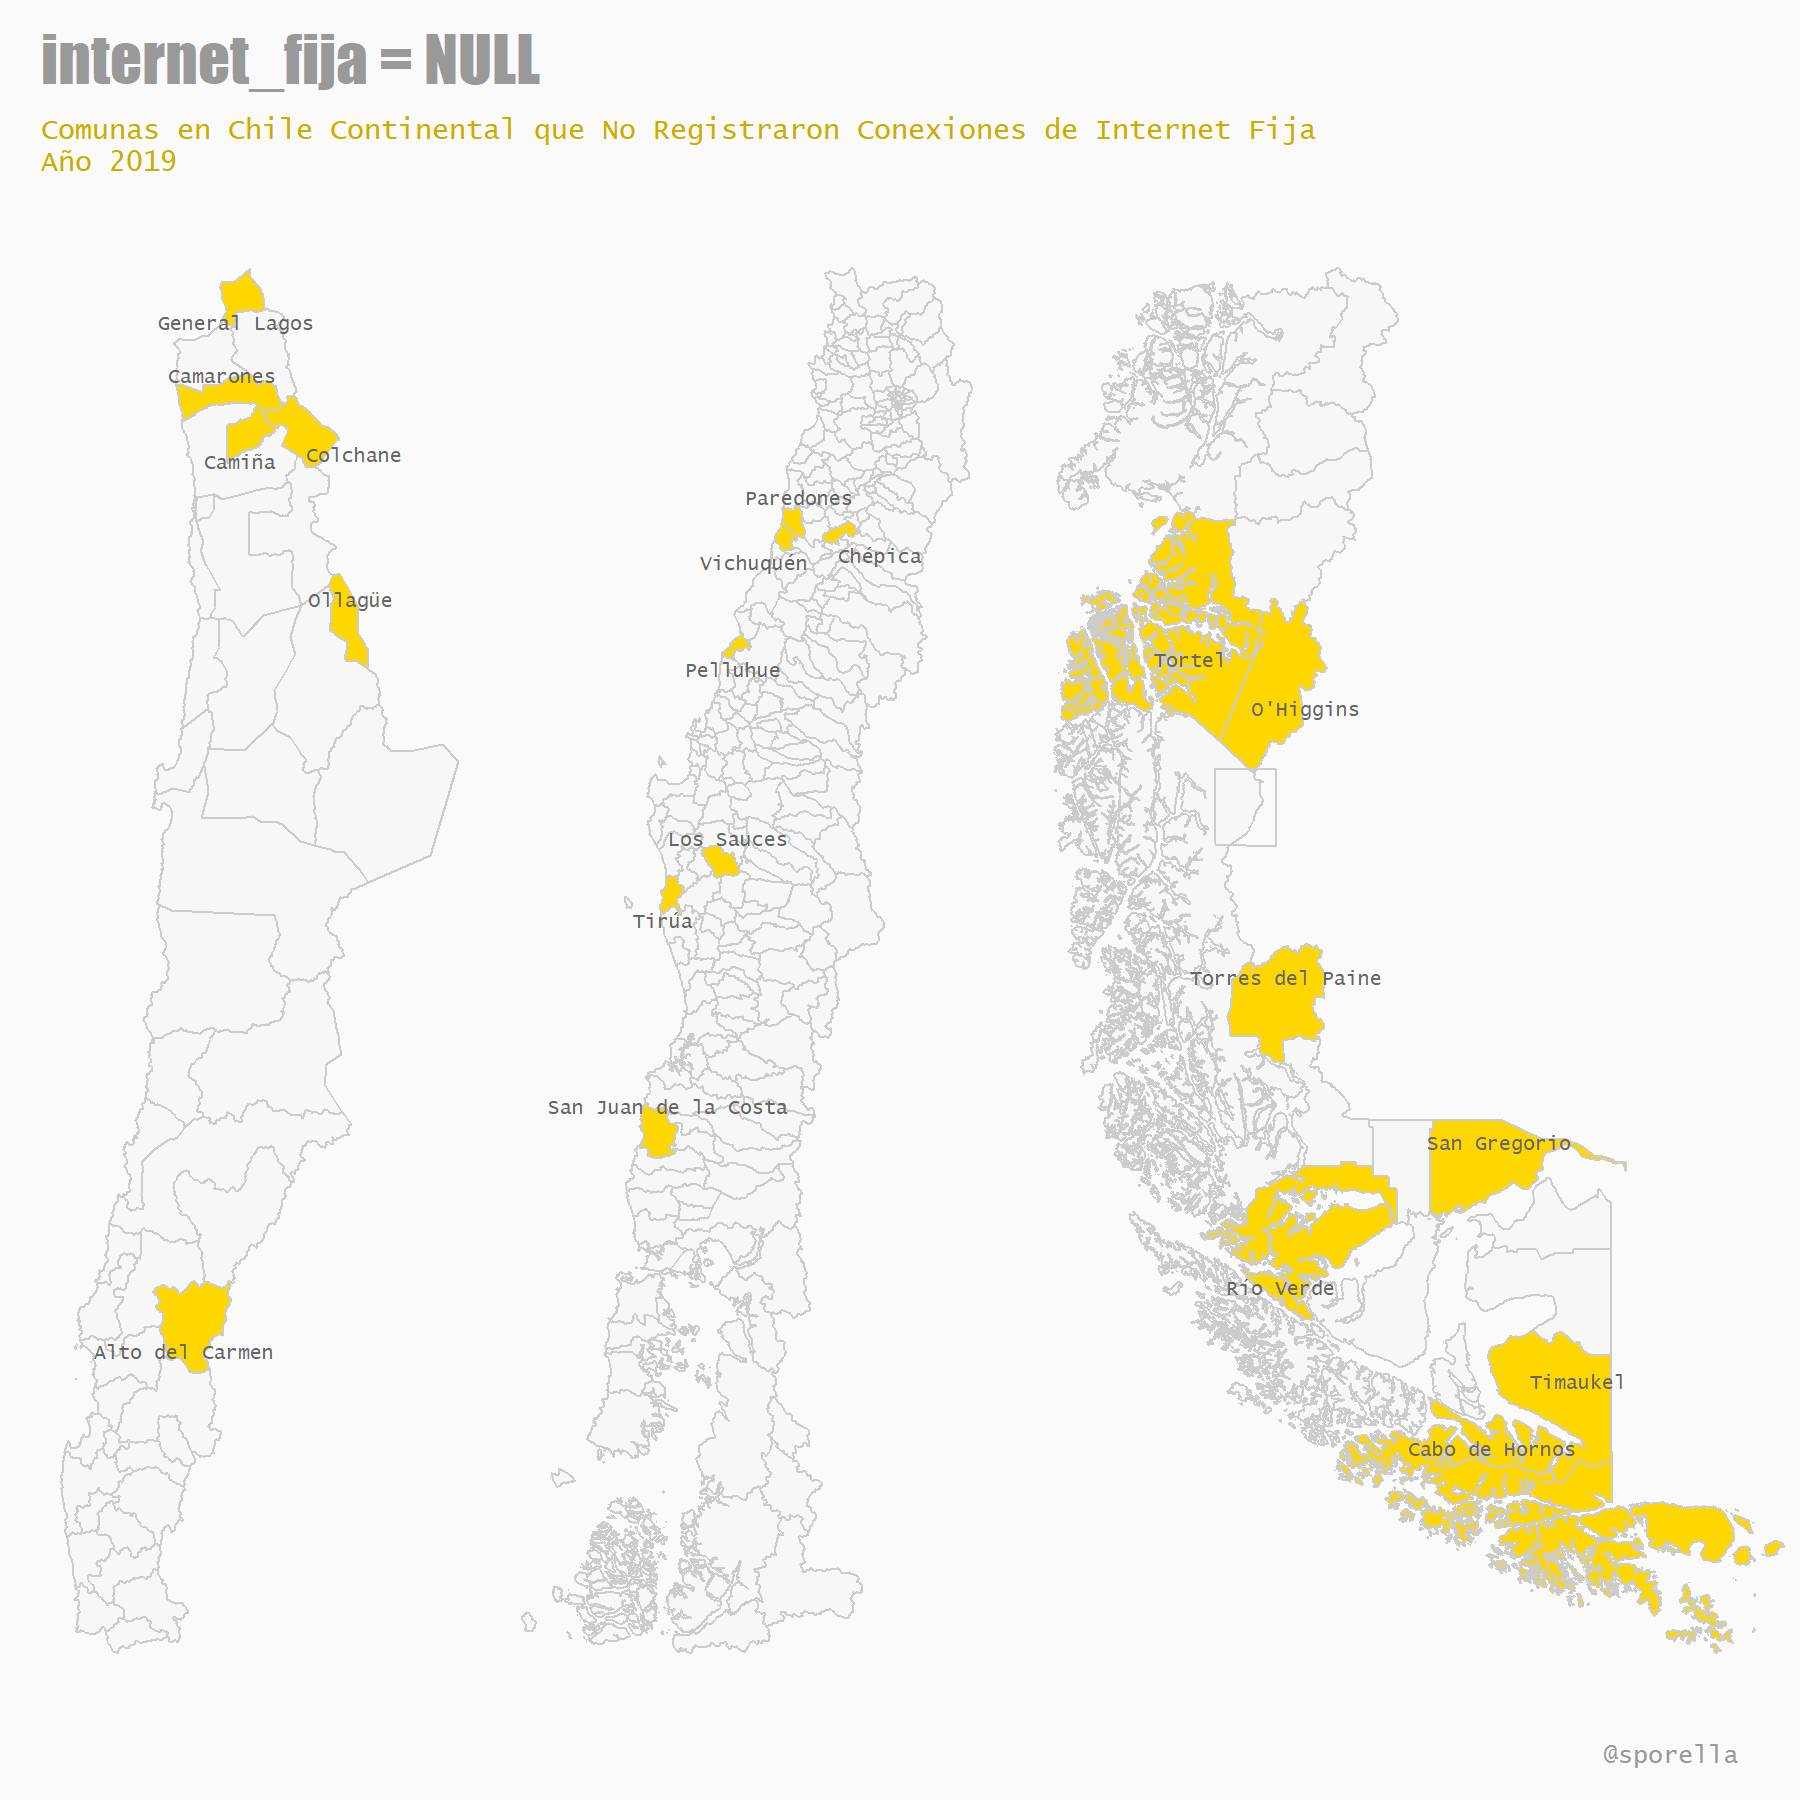 internet_fija = NULL
Comunas en Chile Continental que No Registraron Conexiones de Internet Fija
Año 2019
General Lagos
Camarones
Colchane
Camiña
Ollagüe
Alto del Carmen
Paredones
Chépica
Vichuquén
Pelluhue
Los Sauces
Tirúa
San Juan de la Costa
Tortel
O'Higgins
Torres del Paine
San Gregorio
Río Verde
Timaukel
Cabo de Hornos
@sporella